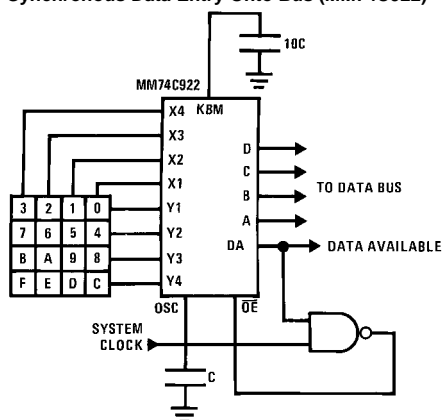 Synchronous Data Entry Onto Bus (MM74C922)
10C
MM74C922
X4 KBM
X3
X2
X1
Y1
Y2
Y3
Y4
D
C
B
A
DA
TO DATA BUS
DATA AVAILABLE
3 2 1 0
7 6 5 4
B A 9 8
F E D C
OSC OE
SYSTEM
CLOCK
C